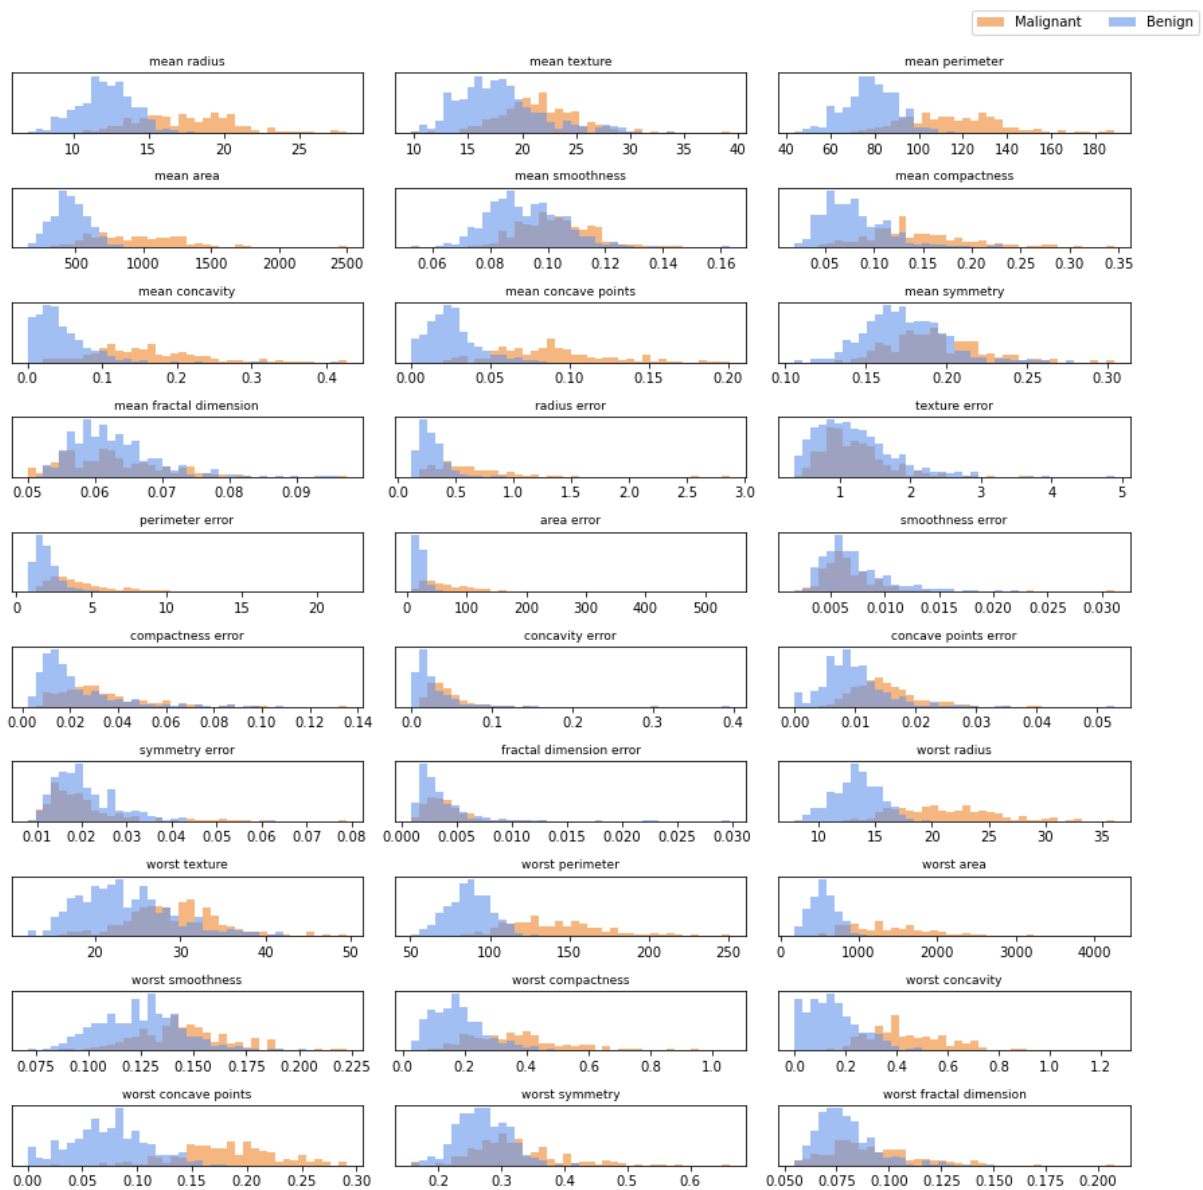 Malignant Benign
mean radius mean texture mean perimeter
10 15 20 25 10 15 20 25 30 35 40 40 60 80 100 120 140 160 180
mean area mean smoothness mean compactness
500 1000 1500 2000 2500 0.06 0.08 0.10 0.12 0.14 0.16 0.05 0.10 0.15 0.20 0.25 0.30 0.35
mean concavity mean concave points mean symmetry
0.0 0.1 0.2 0.3 0.4 0.00 0.05 0.10 0.15 0.20 0.10 0.15 0.20 0.25 0.30
mean fractal dimension radius error texture error
0.05 0.06 0.07 0.08 0.09 0.0 0.5 1.0 1.5 2.0 2.5 3.0 1 2 3 4 5
perimeter error area error smoothness error
0 5 10 15 20 0 100 200 300 400 500 0.005 0.010 0.015 0.020 0.025 0.030
compactness error concavity error concave points error
0.00 0.02 0.04 0.06 0.08 0.10 0.12 0.14 0.0 0.1 0.2 0.3 0.4 0.00 0.01 0.02 0.03 0.04 0.05
symmetry error fractal dimension error worst radius
0.01 0.02 0.03 0.04 0.05 0.06 0.07 0.08 0.000 0.005 0.010 0.015 0.020 0.025 0.030 10 15 20 25 30 35
worst texture worst perimeter worst area
20 30 40 50 50 100 150 200 250 0 1000 2000 3000 4000
worst smoothness worst compactness worst concavity
0.075 0.100 0.125 0.150 0.175 0.200 0.225 0.0 0.2 0.4 0.6 0.8 1.0 0.0 0.2 0.4 0.6 0.8 1.0 1.2
worst concave points worst symmetry worst fractal dimension
0.00 0.05 0.10 0.15 0.20 0.25 0.30 0.2 0.3 0.4 0.5 0.6 0.050 0.075 0.100 0.125 0.150 0.175 0.200